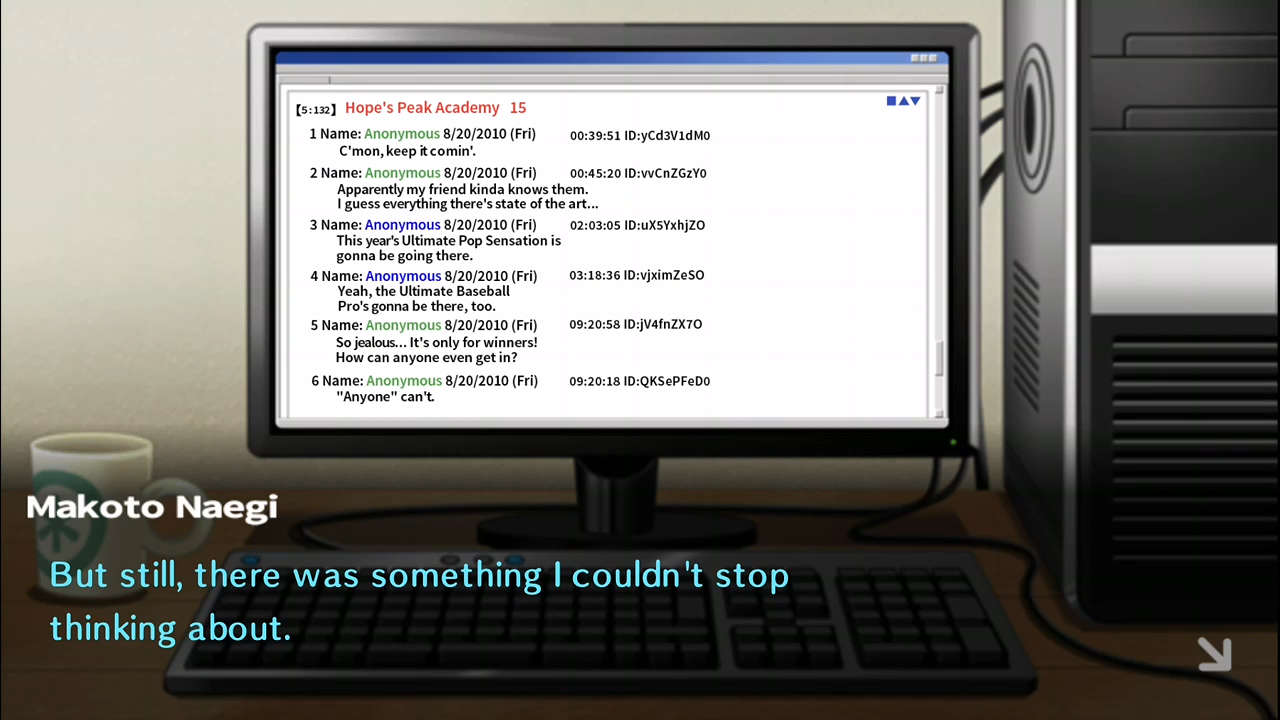 【5:132】 Hope's Peak Academy 15
1 Name: Anonymous 8/20/2010 (Fri) 00:39:51 ID:yCd3V1dM0
C'mon, keep it comin'.
2 Name: Anonymous 8/20/2010 (Fri) 00:45:20 ID:vvCnZGzY0
Apparently my friend kinda knows them.
I guess everything there's state of the art...
3 Name: Anonymous 8/20/2010 (Fri) 02:03:05 ID:uX5YxhjZO
This year's Ultimate Pop Sensation is
gonna be going there.
4 Name: Anonymous 8/20/2010 (Fri) 03:18:36 ID:vjximZeSO
Yeah, the Ultimate Baseball
Pro's gonna be there, too.
5 Name: Anonymous 8/20/2010 (Fri) 09:20:58 ID:jV4fnZX7O
So jealous... It's only for winners!
How can anyone even get in?
6 Name: Anonymous 8/20/2010 (Fri) 09:20:18 ID:QKSePFeD0
"Anyone" can't.
Makoto Naegi
But still, there was something I couldn't stop
thinking about.